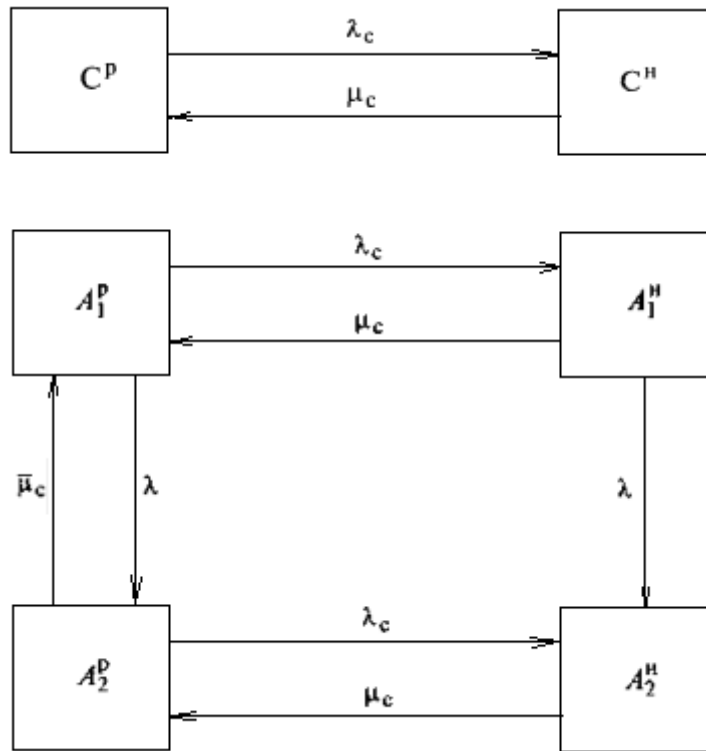 λ_c
C^р C^н
μ_c
λ_c
A_1^р A_1^н
μ_c
μ̄_c λ λ
λ_c
A_2^р A_2^н
μ_c